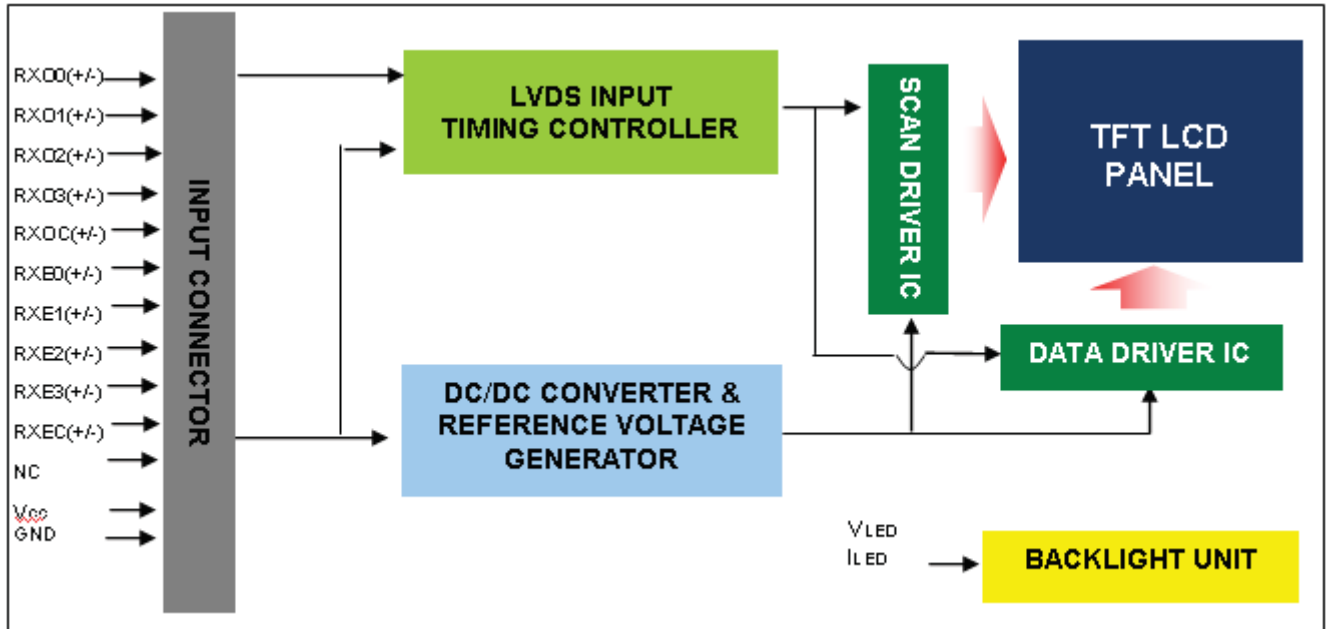 RXO0(+/-)
RXO1(+/-)
RXO2(+/-)
RXO3(+/-)
RXOC(+/-)
RXE0(+/-)
RXE1(+/-)
RXE2(+/-)
RXE3(+/-)
RXEC(+/-)
NC
Vcc
GND
INPUT CONNECTOR
LVDS INPUT
TIMING CONTROLLER
DC/DC CONVERTER &
REFERENCE VOLTAGE
GENERATOR
SCAN DRIVER IC
TFT LCD
PANEL
DATA DRIVER IC
VLED
ILED
BACKLIGHT UNIT